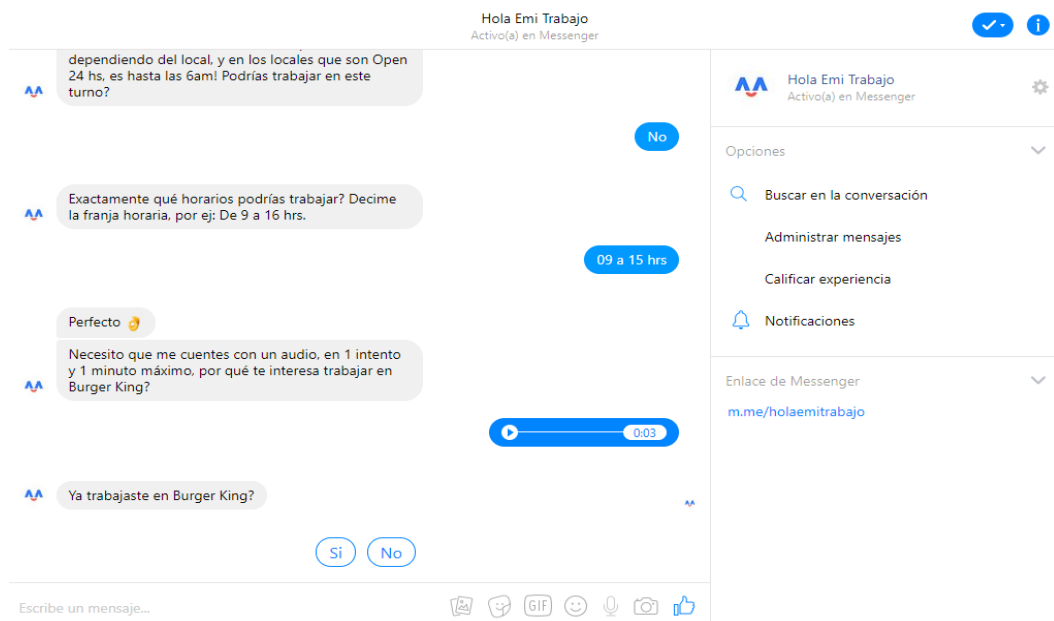 Hola Emi Trabajo
Activo(a) en Messenger
dependiendo del local, y en los locales que son Open
24 hs, es hasta las 6am! Podrías trabajar en este
turno?
No
Exactamente qué horarios podrías trabajar? Decime
la franja horaria, por ej: De 9 a 16 hrs.
09 a 15 hrs
Perfecto 👌
Necesito que me cuentes con un audio, en 1 intento
y 1 minuto máximo, por qué te interesa trabajar en
Burger King?
0:03
Ya trabajaste en Burger King?
Si
No
Escribe un mensaje...
GIF
Hola Emi Trabajo
Activo(a) en Messenger
Opciones
Buscar en la conversación
Administrar mensajes
Calificar experiencia
Notificaciones
Enlace de Messenger
m.me/holaemitrabajo